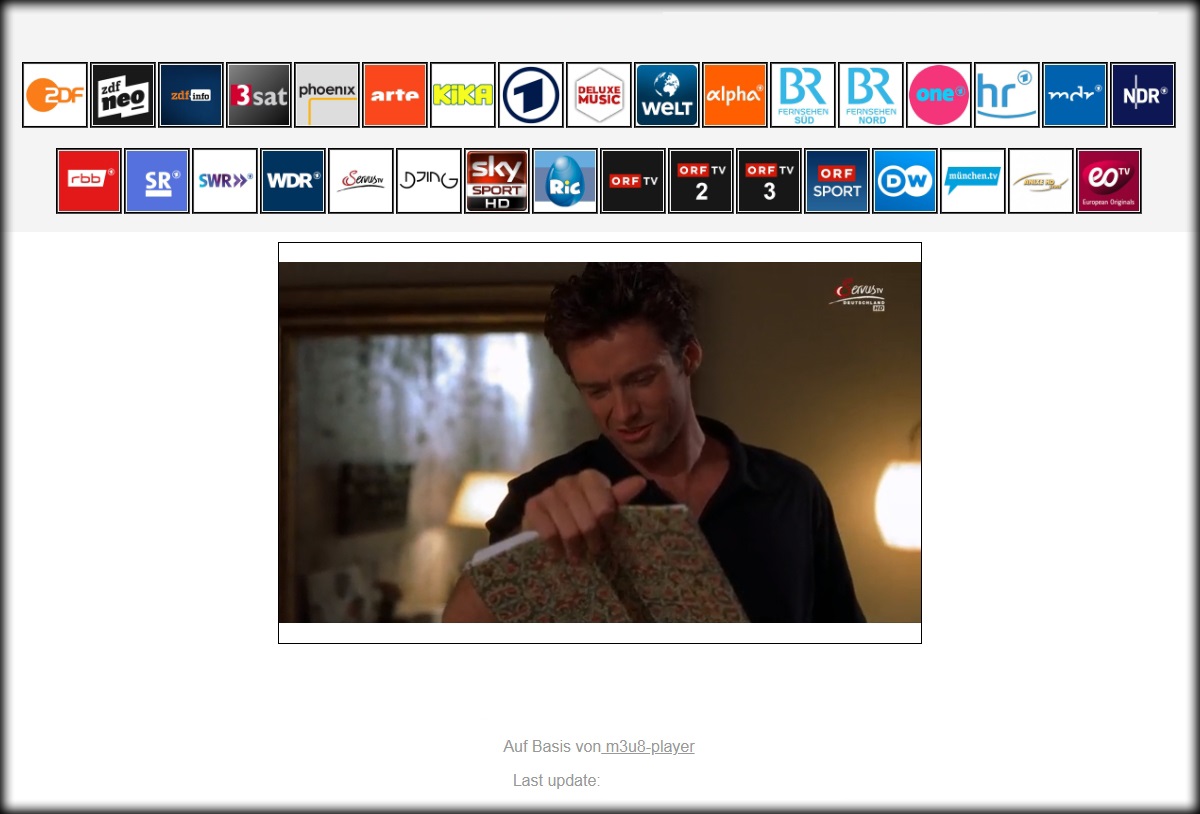 ZDF zdf neo zdf.info 3sat phoenix arte KiKA 1 DELUXE MUSIC welt alpha BR FERNSEHEN SÜD BR FERNSEHEN NORD one hr mdr NDR
rbb SR SWR» WDR ServusTV DJING sky SPORT HD Ric ORF TV ORF TV 2 ORF TV 3 ORF SPORT DW münchen.tv eo TV European Originals
ServusTV
DEUTSCHLAND
HD
Auf Basis von m3u8-player
Last update: